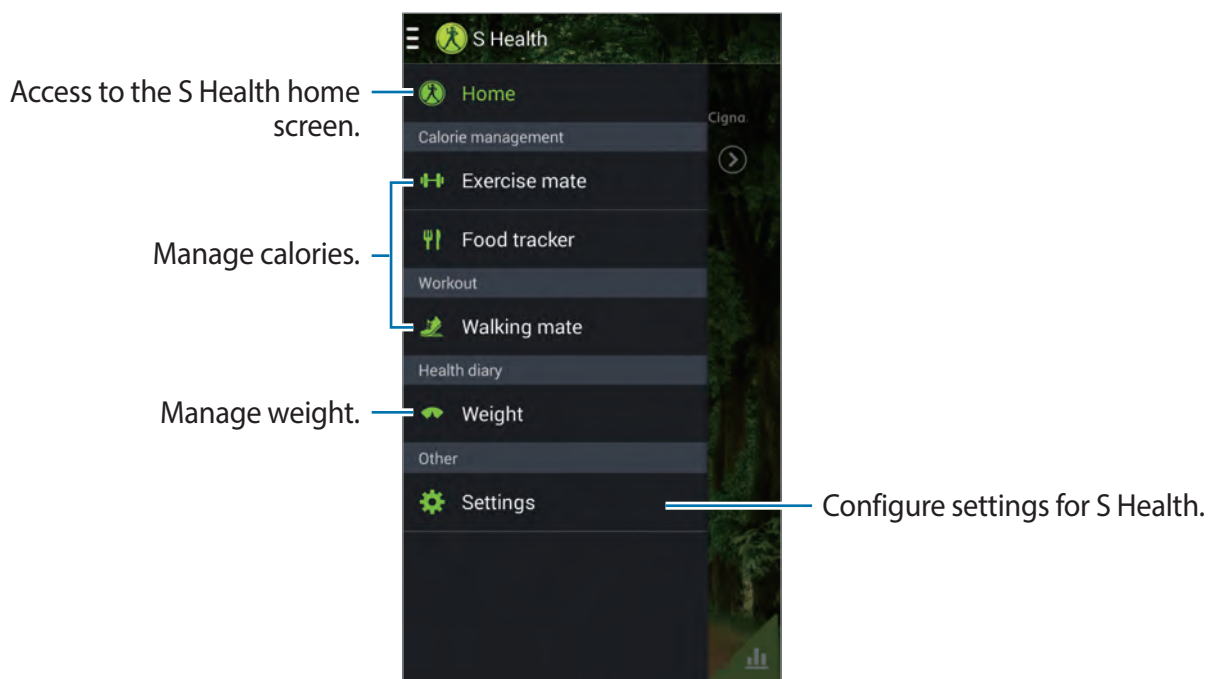 S Health
Access to the S Health home
screen.
Home
Cigna
Calorie management
Exercise mate
Manage calories.
Food tracker
Workout
Walking mate
Health diary
Manage weight.
Weight
Other
Settings
Configure settings for S Health.